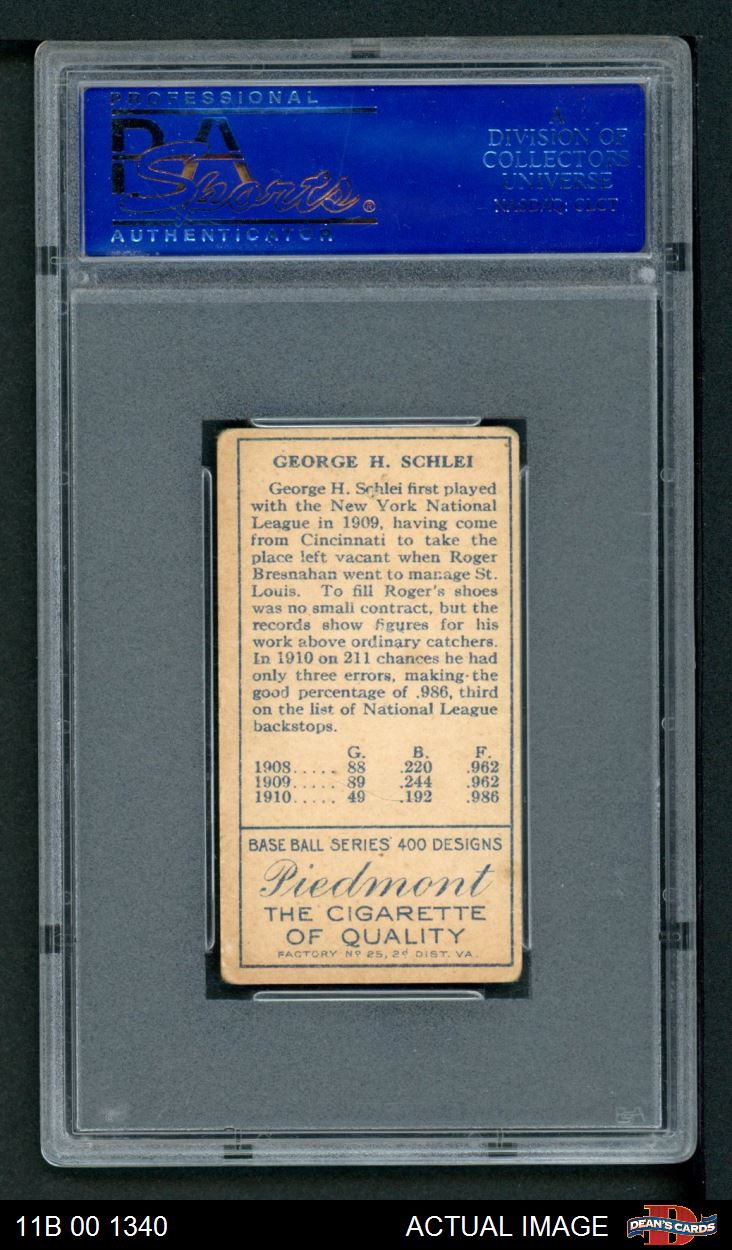 PROFESSIONAL
PSA
Sports®
AUTHENTICATOR
A
DIVISION OF
COLLECTORS
UNIVERSE
NASDAQ: CLCT
GEORGE H. SCHLEI
George H. Schlei first played
with the New York National
League in 1909, having come
from Cincinnati to take the
place left vacant when Roger
Bresnahan went to manage St.
Louis. To fill Roger's shoes
was no small contract, but the
records show figures for his
work above ordinary catchers.
In 1910 on 211 chances he had
only three errors, making the
good percentage of .986, third
on the list of National League
backstops.
G. B. F.
1908..... 88 .220 .962
1909..... 89 .244 .962
1910..... 49 .192 .986
BASE BALL SERIES 400 DESIGNS
Piedmont
THE CIGARETTE
OF QUALITY
FACTORY Nº 25, 2d DIST. VA.
PSA
11B 00 1340 ACTUAL IMAGE DEAN'S CARDS